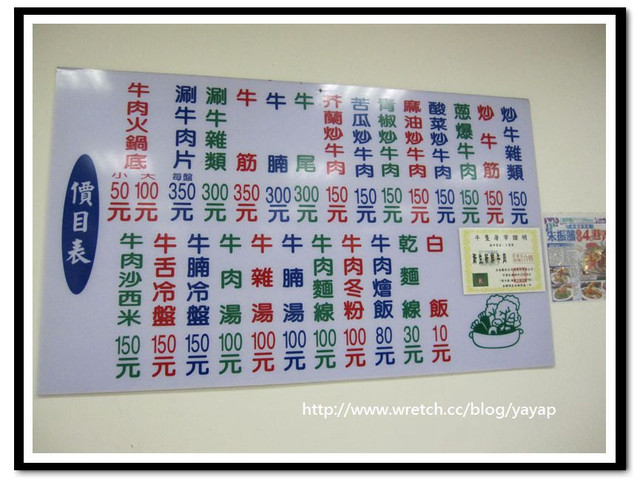 價目表
炒牛雜類 150元
炒牛筋 150元
蔥爆牛肉 150元
酸菜炒牛肉 150元
麻油炒牛肉 150元
青椒炒牛肉 150元
苦瓜炒牛肉 150元
芥蘭炒牛肉 150元
牛尾 300元
牛腩 300元
牛筋 350元
涮牛雜類 300元
涮牛肉片 每盤 350元
牛肉火鍋底 大 100元 小 50元
白飯 10元
乾麵線 30元
牛肉燴飯 80元
牛肉冬粉 100元
牛肉麵線 100元
牛腩湯 150元
牛雜湯 100元
牛肉湯 100元
牛腩冷盤 150元
牛舌冷盤 150元
牛肉沙西米 150元
84巷
http://www.wretch.cc/blog/yayap